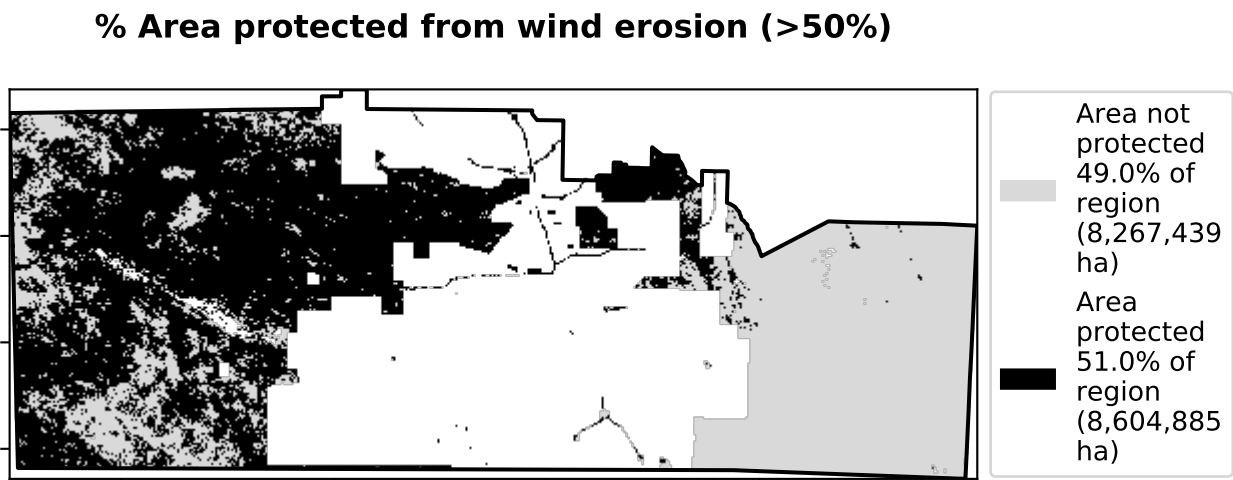 % Area protected from wind erosion (>50%)
Area not
protected
49.0% of
region
(8,267,439
ha)
Area
protected
51.0% of
region
(8,604,885
ha)